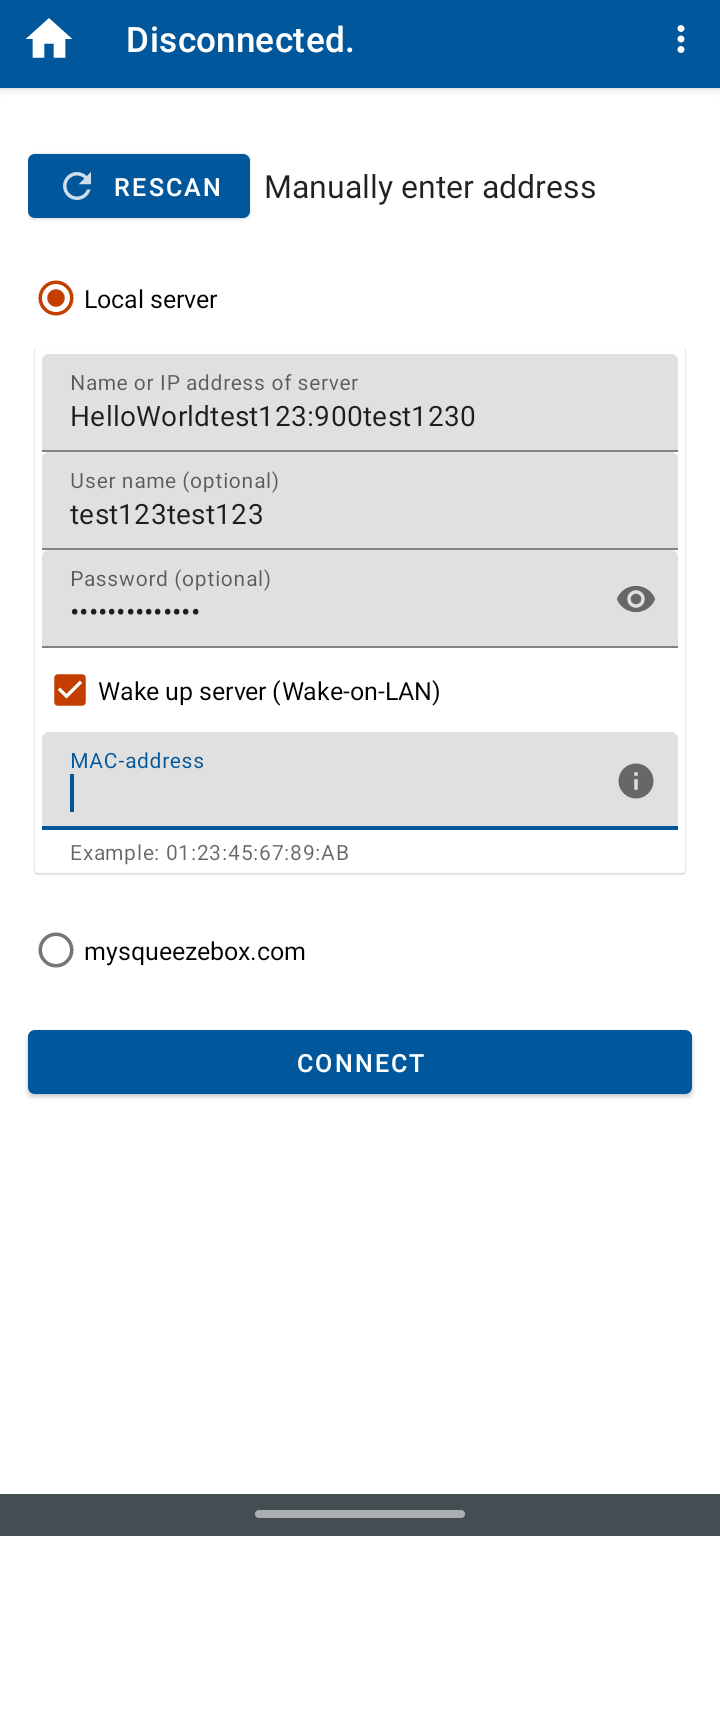 Disconnected.
RESCAN Manually enter address
Local server
Name or IP address of server
HelloWorldtest123:900test1230
User name (optional)
test123test123
Password (optional)
••••••••••••••
Wake up server (Wake-on-LAN)
MAC-address
Example: 01:23:45:67:89:AB
mysqueezebox.com
CONNECT